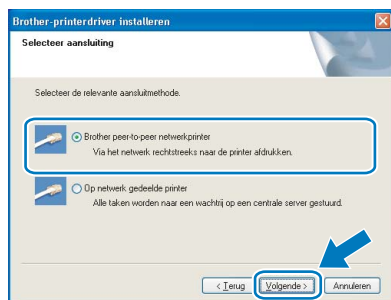 Brother-printerdriver installeren
Selecteer aansluiting
Selecteer de relevante aansluitmethode.
Brother peer-to-peer netwerkprinter
Via het netwerk rechtstreeks naar de printer afdrukken.
Op netwerk gedeelde printer
Alle taken worden naar een wachtrij op een centrale server gestuurd.
< Terug
Volgende >
Annuleren